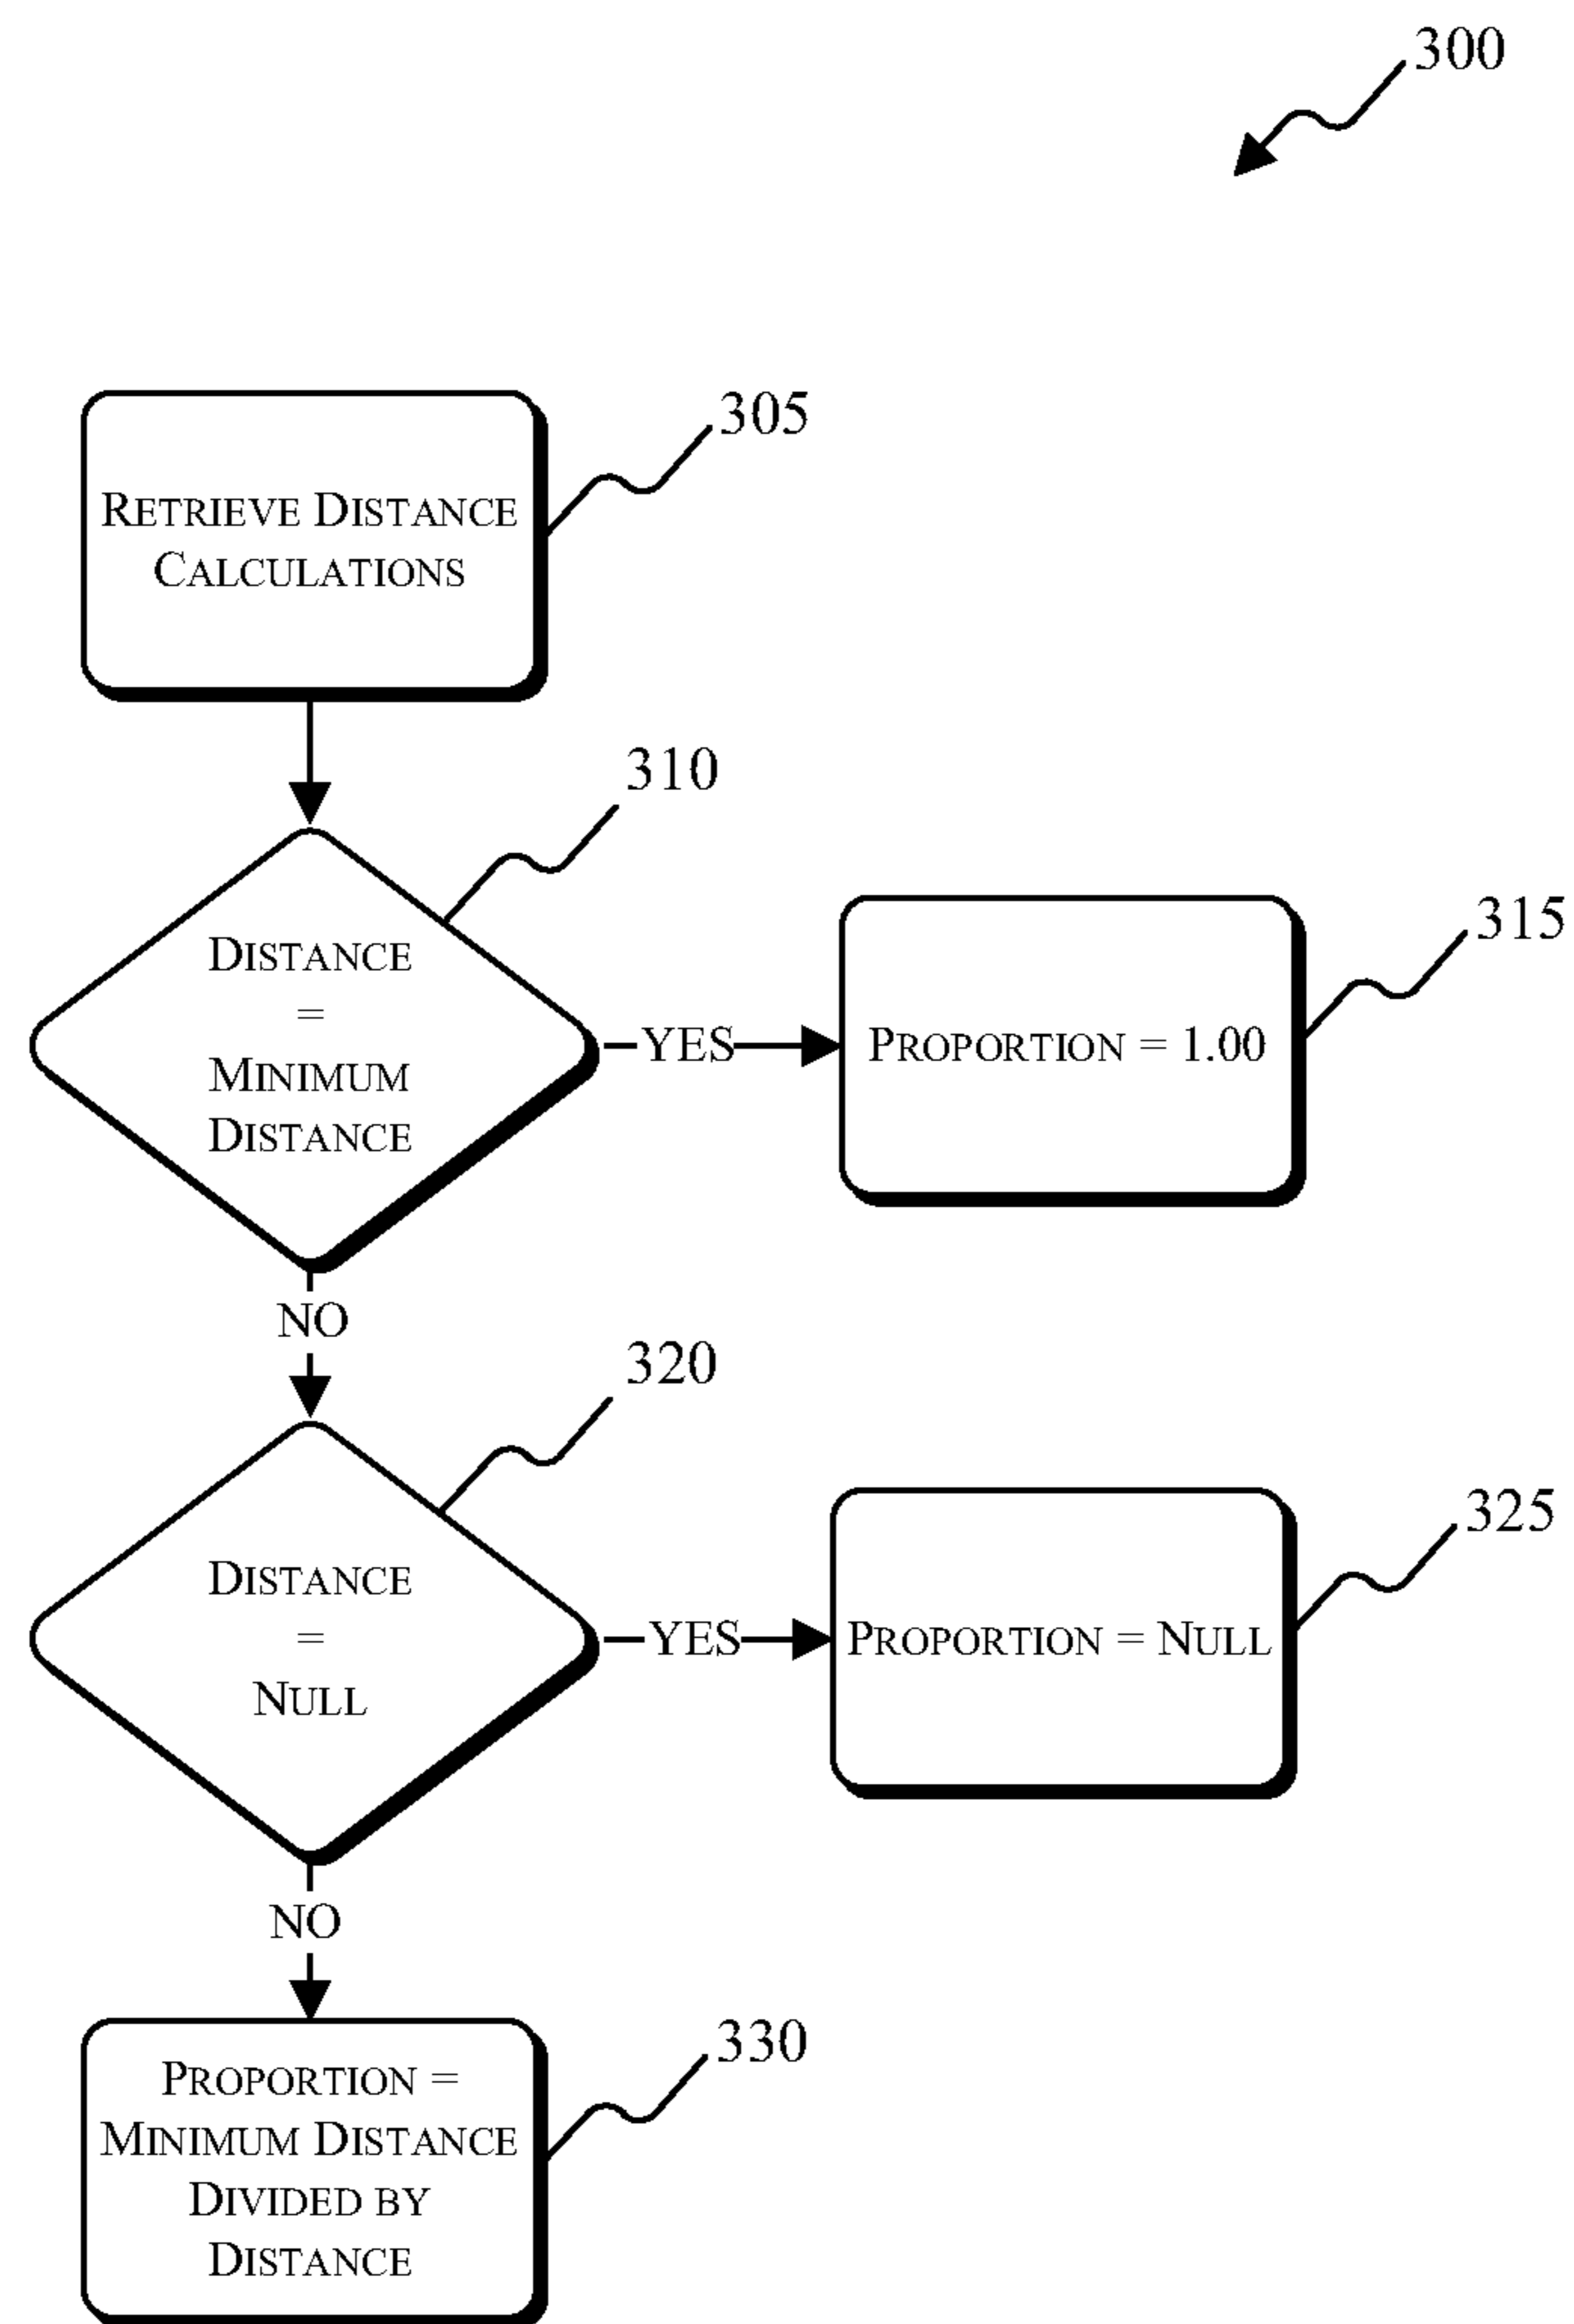 300
305
RETRIEVE DISTANCE
CALCULATIONS
310
DISTANCE
=
MINIMUM
DISTANCE
YES
315
PROPORTION = 1.00
NO
320
DISTANCE
=
NULL
YES
325
PROPORTION = NULL
NO
330
PROPORTION =
MINIMUM DISTANCE
DIVIDED BY
DISTANCE